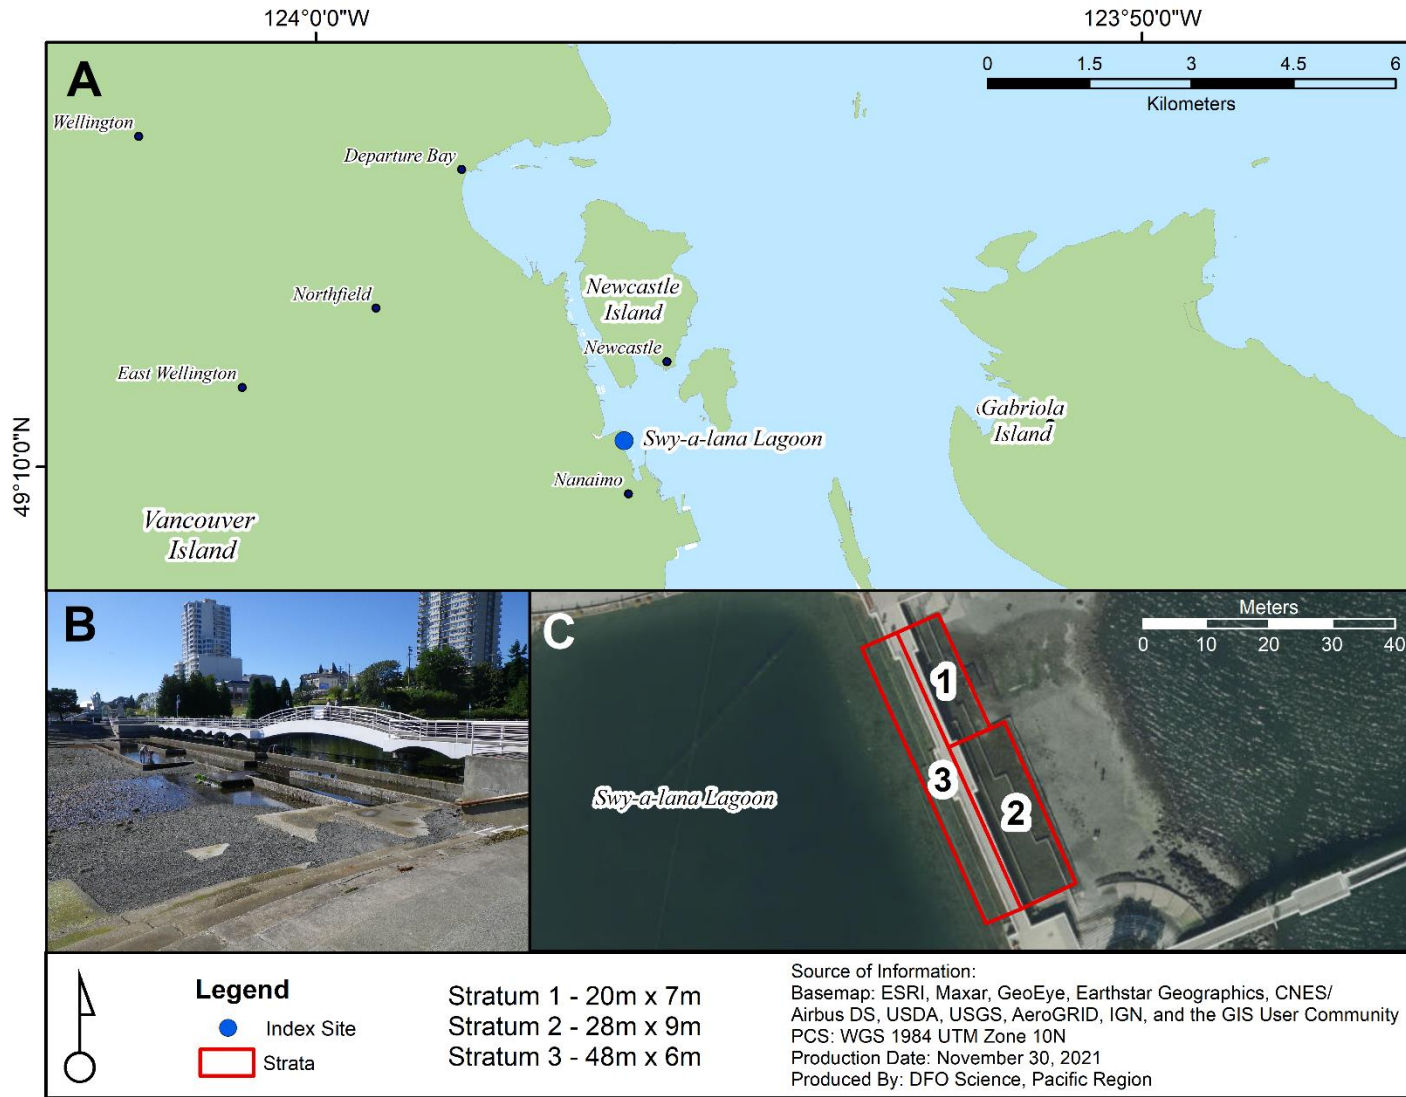 124°0'0"W
123°50'0"W
A
0 1.5 3 4.5 6
Kilometers
Wellington
Departure Bay
Newcastle
Island
Northfield
Newcastle
East Wellington
Gabriola
Island
Swy-a-lana Lagoon
49°10'0"N
Nanaimo
Vancouver
Island
B
C
Meters
0 10 20 30 40
1
3
2
Swy-a-lana Lagoon
Legend
Index Site
Strata
Stratum 1 - 20m x 7m
Stratum 2 - 28m x 9m
Stratum 3 - 48m x 6m
Source of Information:
Basemap: ESRI, Maxar, GeoEye, Earthstar Geographics, CNES/
Airbus DS, USDA, USGS, AeroGRID, IGN, and the GIS User Community
PCS: WGS 1984 UTM Zone 10N
Production Date: November 30, 2021
Produced By: DFO Science, Pacific Region